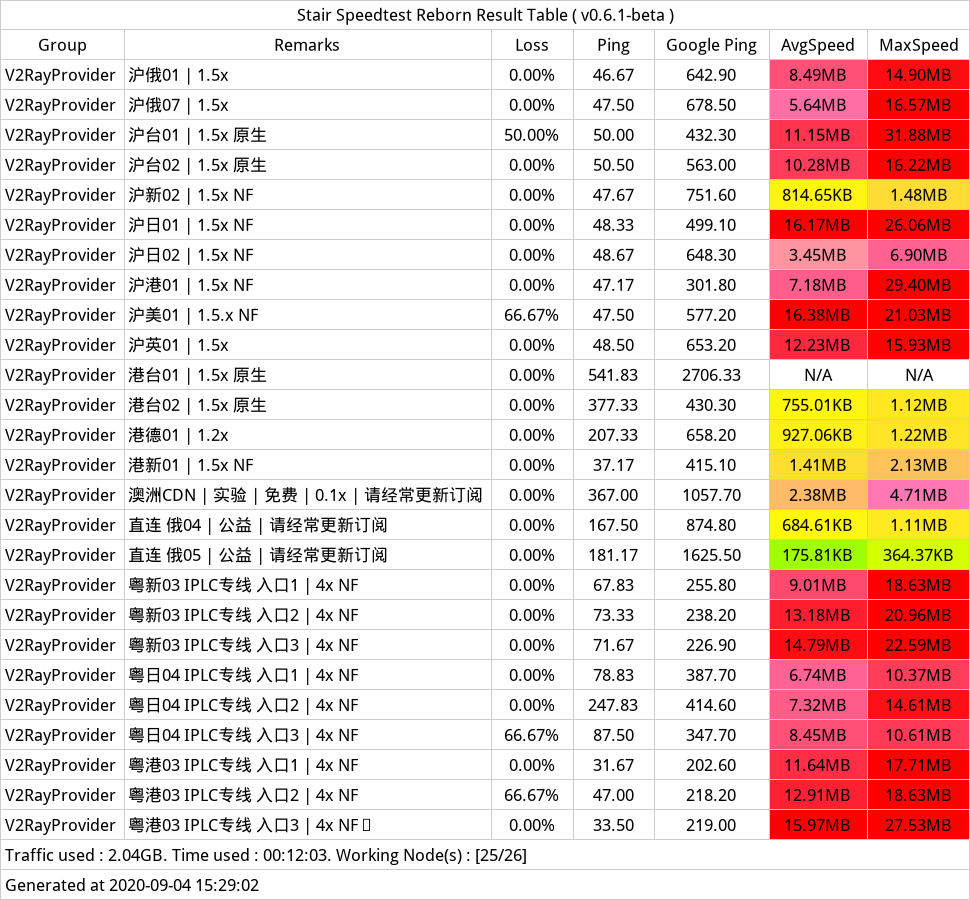 Stair Speedtest Reborn Result Table ( v0.6.1-beta )
Group Remarks Loss Ping Google Ping AvgSpeed MaxSpeed
V2RayProvider 沪俄01 | 1.5x 0.00% 46.67 642.90 8.49MB 14.90MB
V2RayProvider 沪俄07 | 1.5x 0.00% 47.50 678.50 5.64MB 16.57MB
V2RayProvider 沪台01 | 1.5x 原生 50.00% 50.00 432.30 11.15MB 31.88MB
V2RayProvider 沪台02 | 1.5x 原生 0.00% 50.50 563.00 10.28MB 16.22MB
V2RayProvider 沪新02 | 1.5x NF 0.00% 47.67 751.60 814.65KB 1.48MB
V2RayProvider 沪日01 | 1.5x NF 0.00% 48.33 499.10 16.17MB 26.06MB
V2RayProvider 沪日02 | 1.5x NF 0.00% 48.67 648.30 3.45MB 6.90MB
V2RayProvider 沪港01 | 1.5x NF 0.00% 47.17 301.80 7.18MB 29.40MB
V2RayProvider 沪美01 | 1.5.x NF 66.67% 47.50 577.20 16.38MB 21.03MB
V2RayProvider 沪英01 | 1.5x 0.00% 48.50 653.20 12.23MB 15.93MB
V2RayProvider 港台01 | 1.5x 原生 0.00% 541.83 2706.33 N/A N/A
V2RayProvider 港台02 | 1.5x 原生 0.00% 377.33 430.30 755.01KB 1.12MB
V2RayProvider 港德01 | 1.2x 0.00% 207.33 658.20 927.06KB 1.22MB
V2RayProvider 港新01 | 1.5x NF 0.00% 37.17 415.10 1.41MB 2.13MB
V2RayProvider 澳洲CDN | 实验 | 免费 | 0.1x | 请经常更新订阅 0.00% 367.00 1057.70 2.38MB 4.71MB
V2RayProvider 直连 俄04 | 公益 | 请经常更新订阅 0.00% 167.50 874.80 684.61KB 1.11MB
V2RayProvider 直连 俄05 | 公益 | 请经常更新订阅 0.00% 181.17 1625.50 175.81KB 364.37KB
V2RayProvider 粤新03 IPLC专线 入口1 | 4x NF 0.00% 67.83 255.80 9.01MB 18.63MB
V2RayProvider 粤新03 IPLC专线 入口2 | 4x NF 0.00% 73.33 238.20 13.18MB 20.96MB
V2RayProvider 粤新03 IPLC专线 入口3 | 4x NF 0.00% 71.67 226.90 14.79MB 22.59MB
V2RayProvider 粤日04 IPLC专线 入口1 | 4x NF 0.00% 78.83 387.70 6.74MB 10.37MB
V2RayProvider 粤日04 IPLC专线 入口2 | 4x NF 0.00% 247.83 414.60 7.32MB 14.61MB
V2RayProvider 粤日04 IPLC专线 入口3 | 4x NF 66.67% 87.50 347.70 8.45MB 10.61MB
V2RayProvider 粤港03 IPLC专线 入口1 | 4x NF 0.00% 31.67 202.60 11.64MB 17.71MB
V2RayProvider 粤港03 IPLC专线 入口2 | 4x NF 66.67% 47.00 218.20 12.91MB 18.63MB
V2RayProvider 粤港03 IPLC专线 入口3 | 4x NF 0.00% 33.50 219.00 15.97MB 27.53MB
Traffic used : 2.04GB. Time used : 00:12:03. Working Node(s) : [25/26]
Generated at 2020-09-04 15:29:02